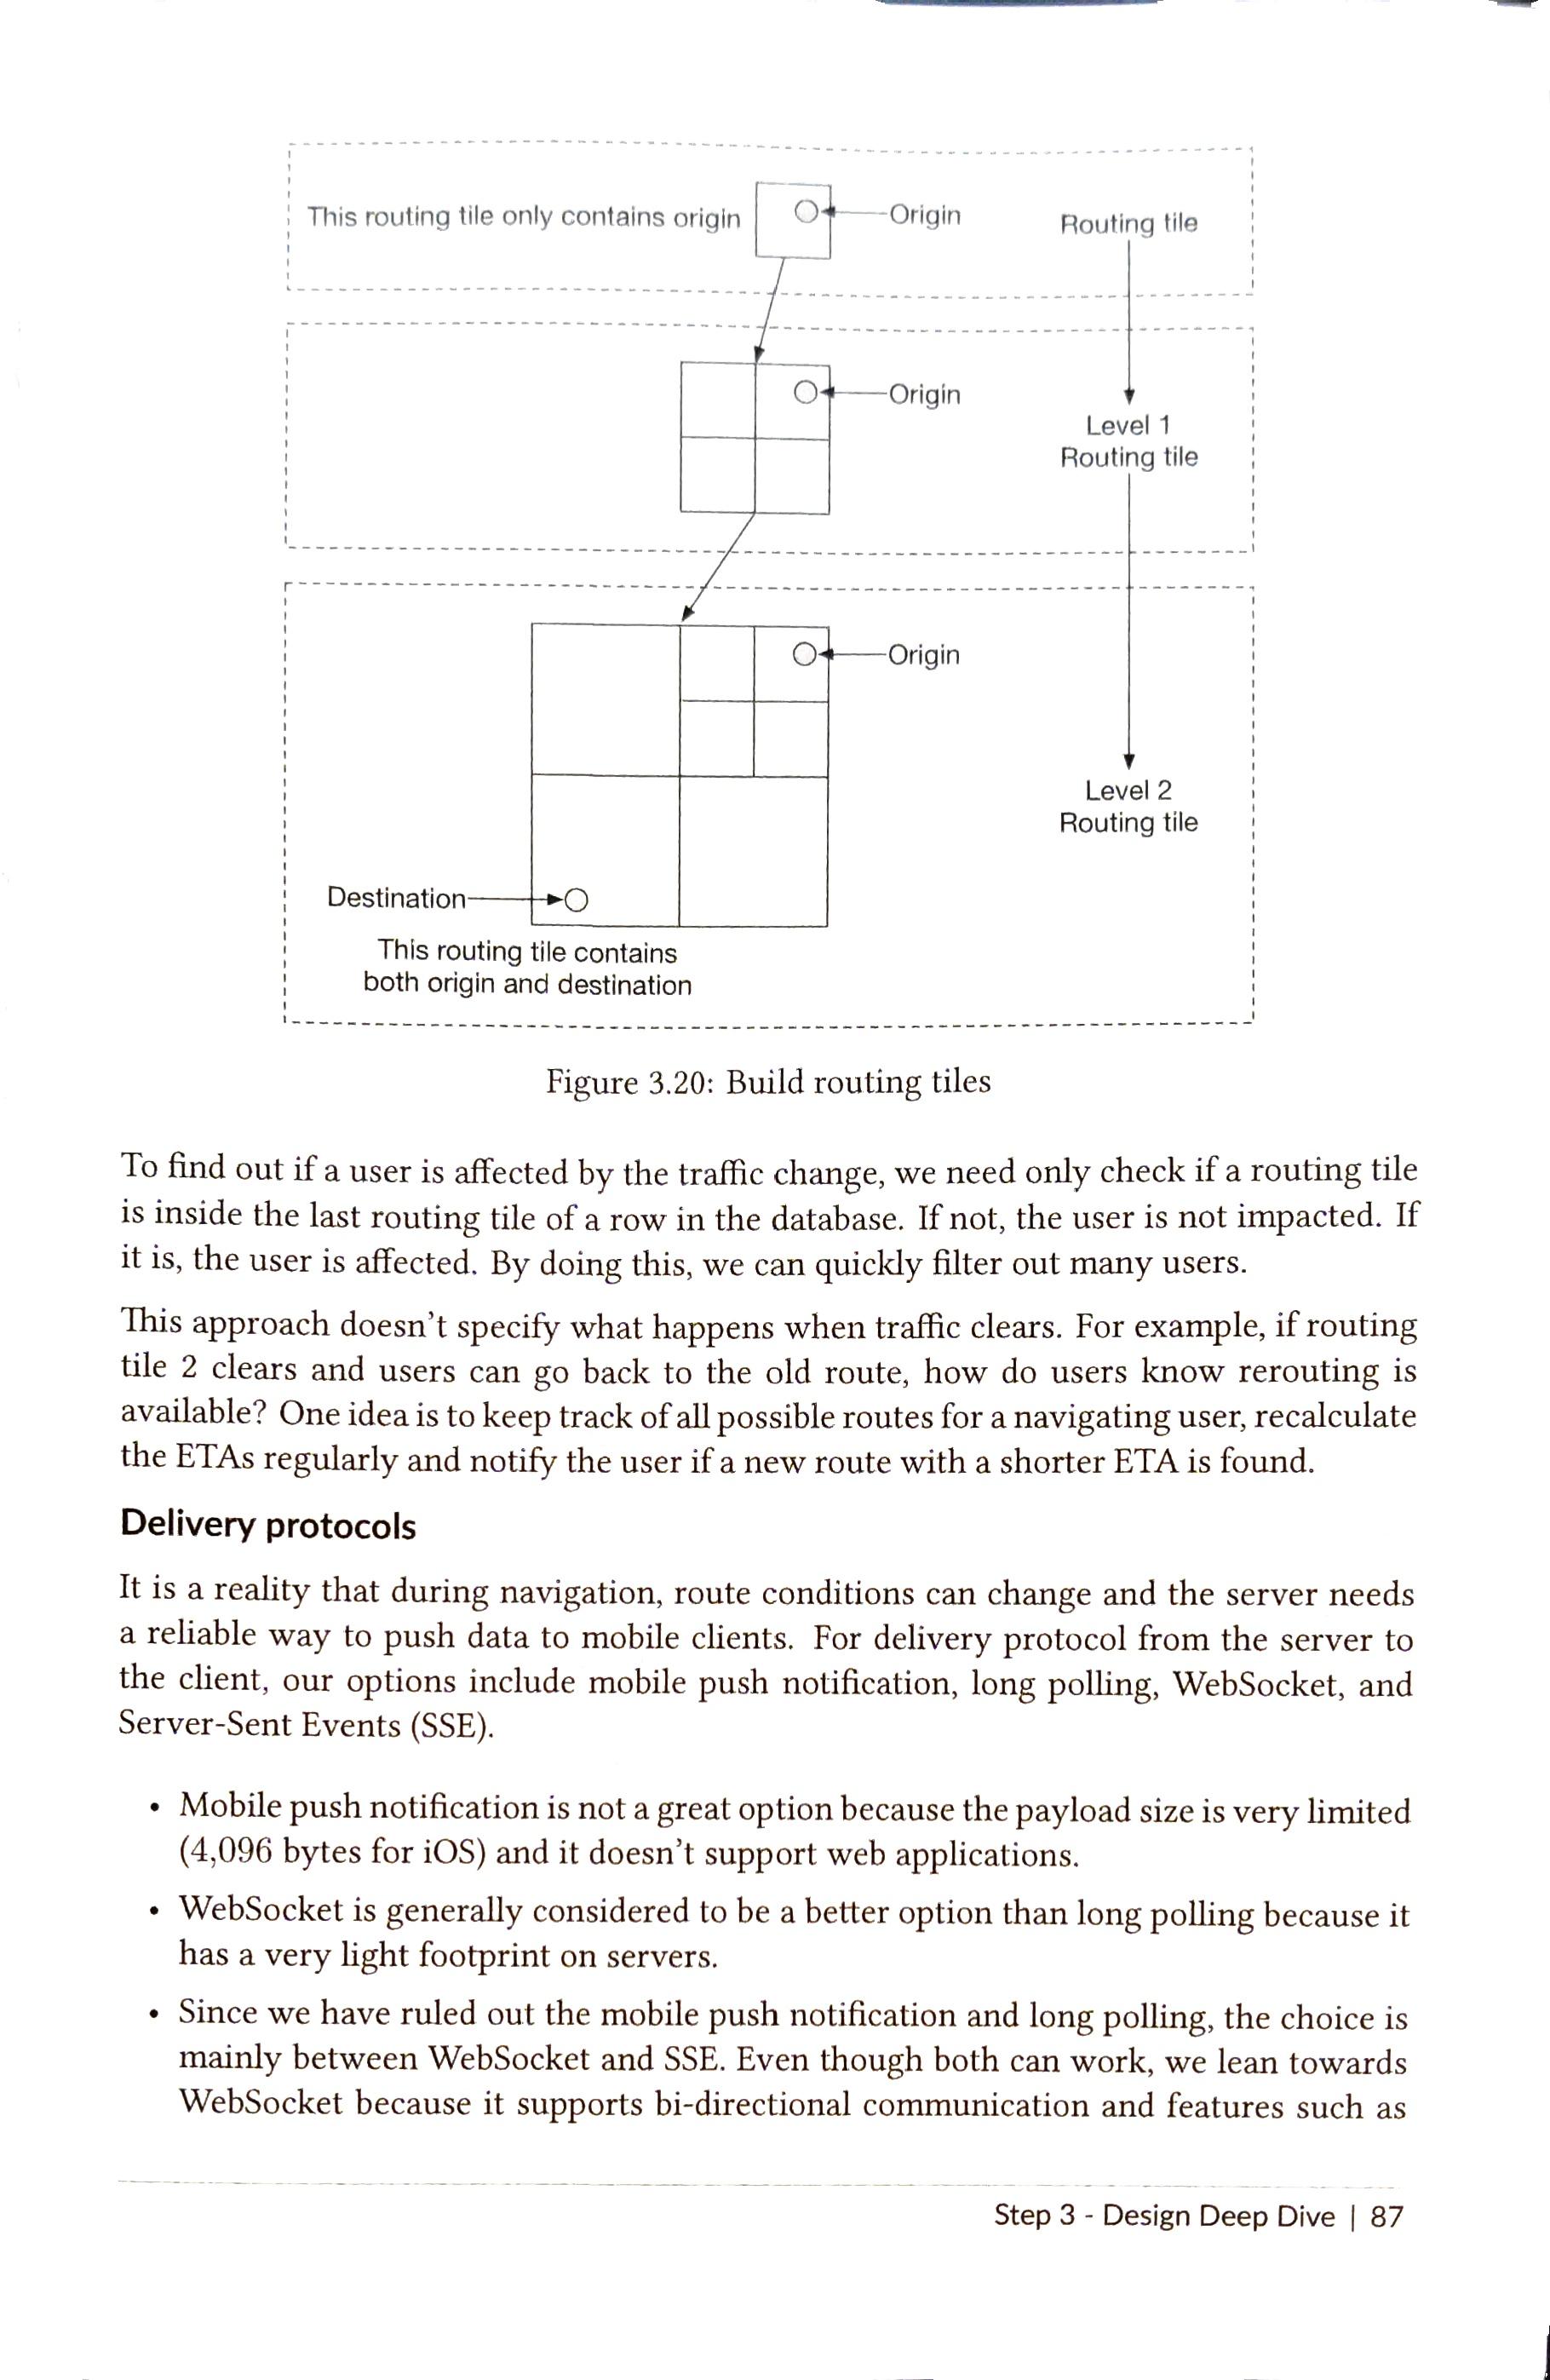 This routing tile only contains origin
Origin
Routing tile
Origin
Level 1
Routing tile
Origin
Level 2
Routing tile
Destination
This routing tile contains
both origin and destination
Figure 3.20: Build routing tiles
To find out if a user is affected by the traffic change, we need only check if a routing tile
is inside the last routing tile of a row in the database. If not, the user is not impacted. If
it is, the user is affected. By doing this, we can quickly filter out many users.
This approach doesn't specify what happens when traffic clears. For example, if routing
tile 2 clears and users can go back to the old route, how do users know rerouting is
available? One idea is to keep track of all possible routes for a navigating user, recalculate
the ETAs regularly and notify the user if a new route with a shorter ETA is found.
Delivery protocols
It is a reality that during navigation, route conditions can change and the server needs
a reliable way to push data to mobile clients. For delivery protocol from the server to
the client, our options include mobile push notification, long polling, WebSocket, and
Server-Sent Events (SSE).
• Mobile push notification is not a great option because the payload size is very limited
(4,096 bytes for iOS) and it doesn't support web applications.
• WebSocket is generally considered to be a better option than long polling because it
has a very light footprint on servers.
• Since we have ruled out the mobile push notification and long polling, the choice is
mainly between WebSocket and SSE. Even though both can work, we lean towards
WebSocket because it supports bi-directional communication and features such as
Step 3 - Design Deep Dive | 87